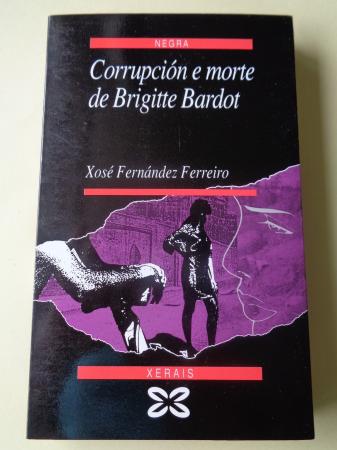 NEGRA
Corrupción e morte
de Brigitte Bardot
Xosé Fernández Ferreiro
XERAIS